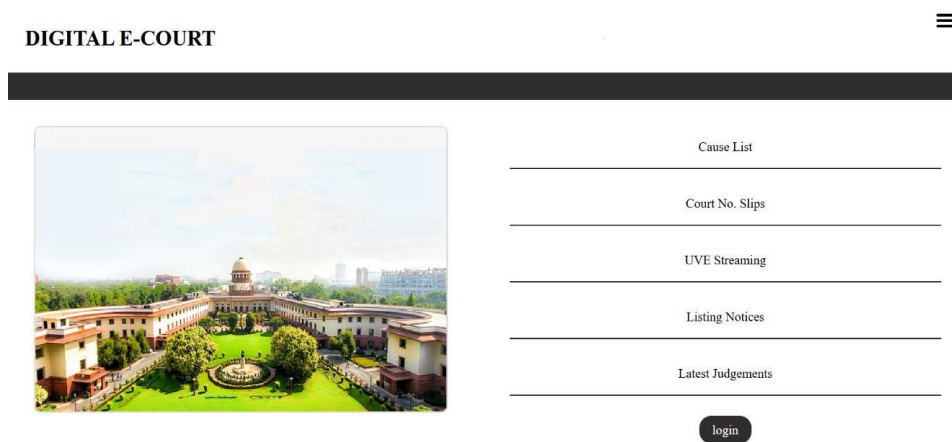 DIGITAL E-COURT
Cause List
Court No. Slips
UVE Streaming
Listing Notices
Latest Judgements
login